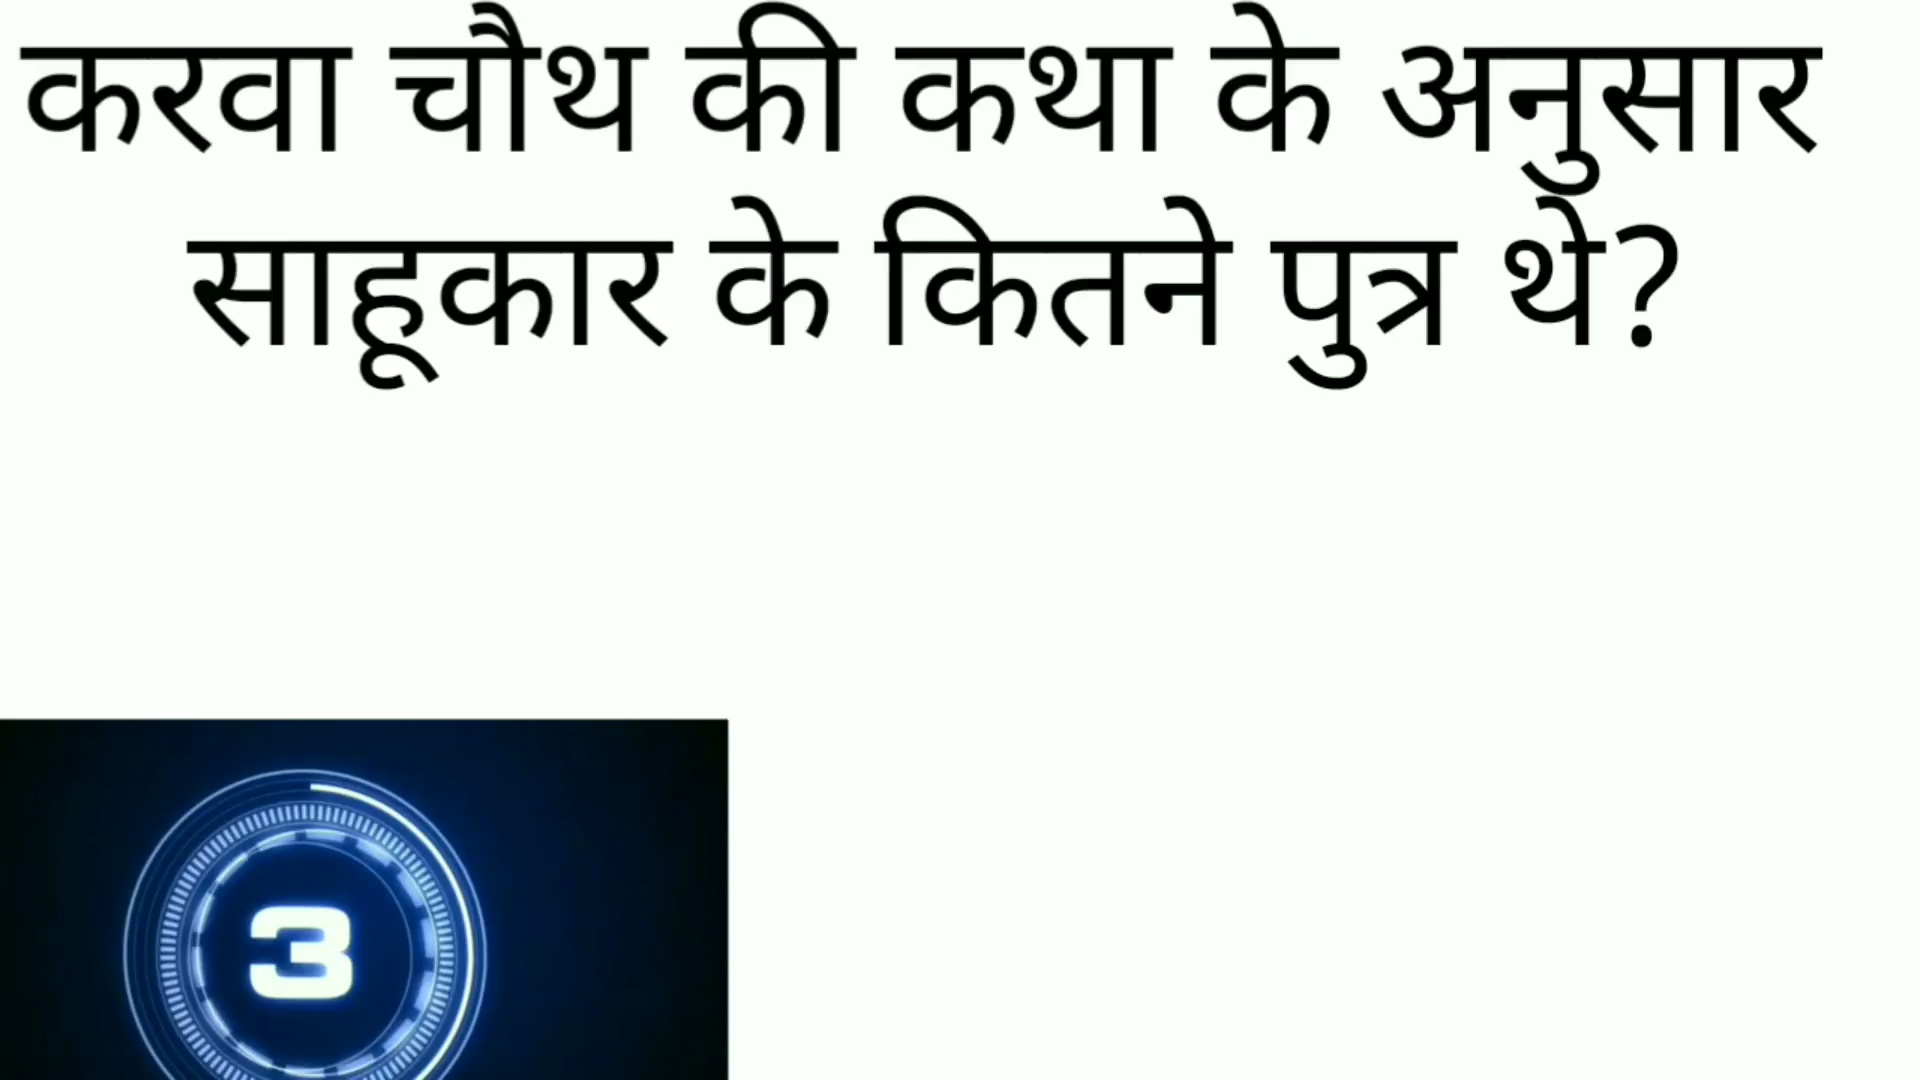 करवा चौथ की कथा के अनुसार
साहूकार के कितने पुत्र थे?
3